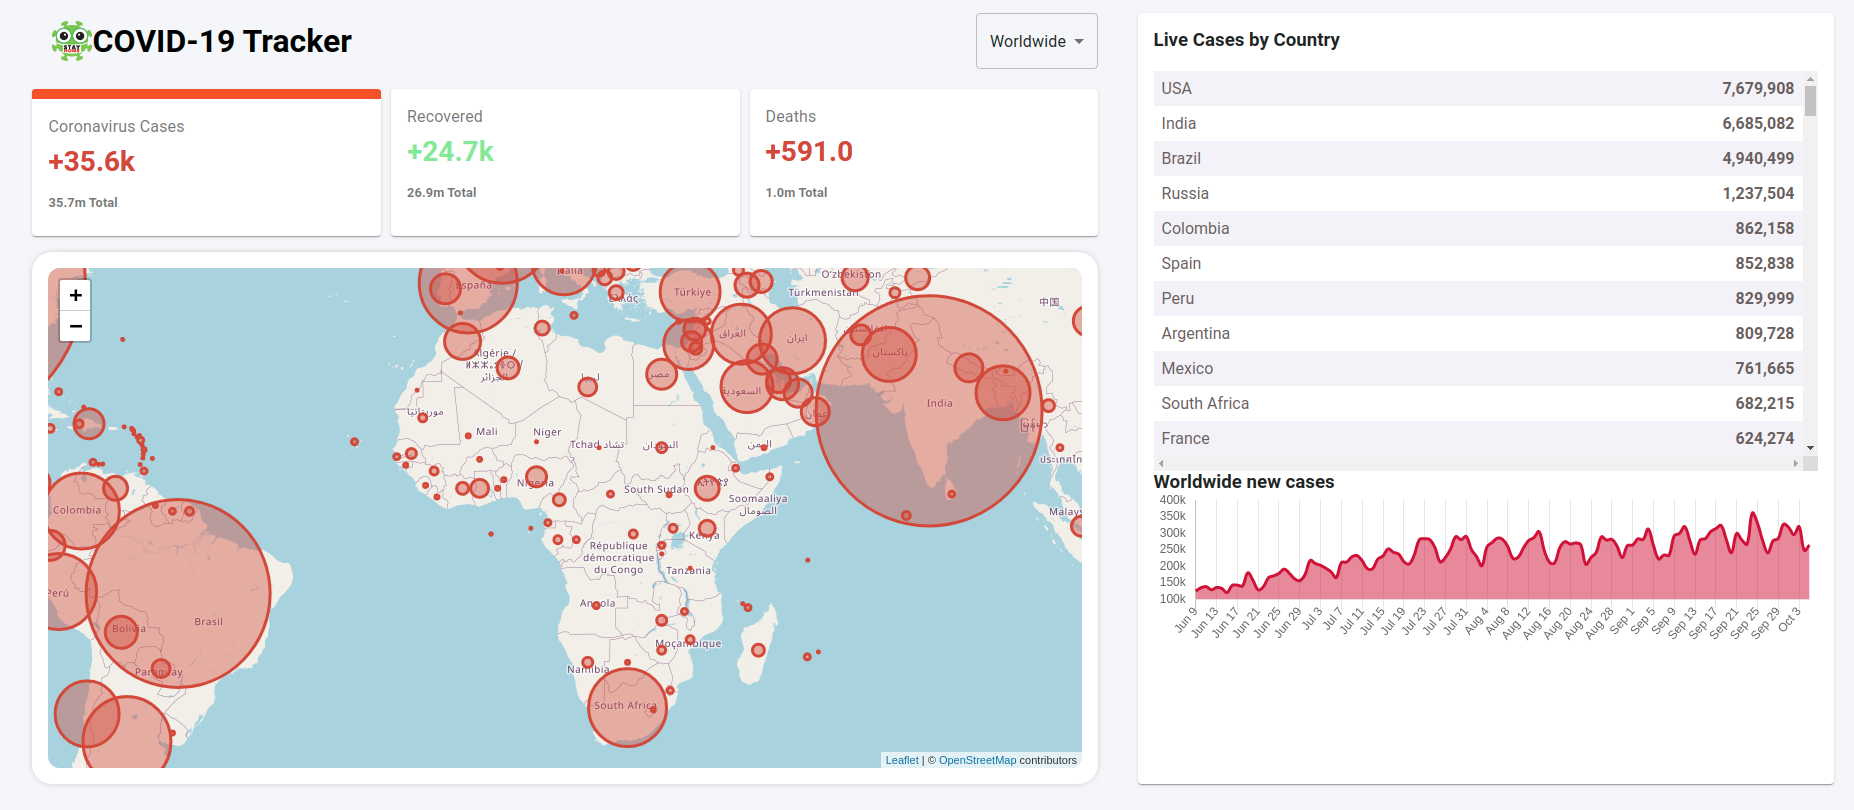 STAY
HOME
COVID-19 Tracker
Worldwide
Coronavirus Cases
+35.6k
35.7m Total
Recovered
+24.7k
26.9m Total
Deaths
+591.0
1.0m Total
+
−
España
Italia
Ελλάς
Türkiye
Oʻzbekiston
Türkmenistan
中国
العراق
ایران
پاکستان
Algérie /
الجزائر
ليبيا
مصر
السعودية
عمان
India
موريتانيا
Mali
Niger
Tchad تشاد
السودان
اليمن
Nigeria
South Sudan
Soomaaliya
الصومال
Colombia
Kenya
République
démocratique
du Congo
Tanzania
Malays
Perú
Brasil
Bolivia
Paraguay
Angola
Moçambique
Namibia
South Africa
Leaflet | © OpenStreetMap contributors
Live Cases by Country
USA 7,679,908
India 6,685,082
Brazil 4,940,499
Russia 1,237,504
Colombia 862,158
Spain 852,838
Peru 829,999
Argentina 809,728
Mexico 761,665
South Africa 682,215
France 624,274
Worldwide new cases
400k
350k
300k
250k
200k
150k
100k
Jun 9 Jun 13 Jun 17 Jun 21 Jun 25 Jun 29 Jul 3 Jul 7 Jul 11 Jul 15 Jul 19 Jul 23 Jul 27 Jul 31 Aug 4 Aug 8 Aug 12 Aug 16 Aug 20 Aug 24 Aug 28 Sep 1 Sep 5 Sep 9 Sep 13 Sep 17 Sep 21 Sep 25 Sep 29 Oct 3